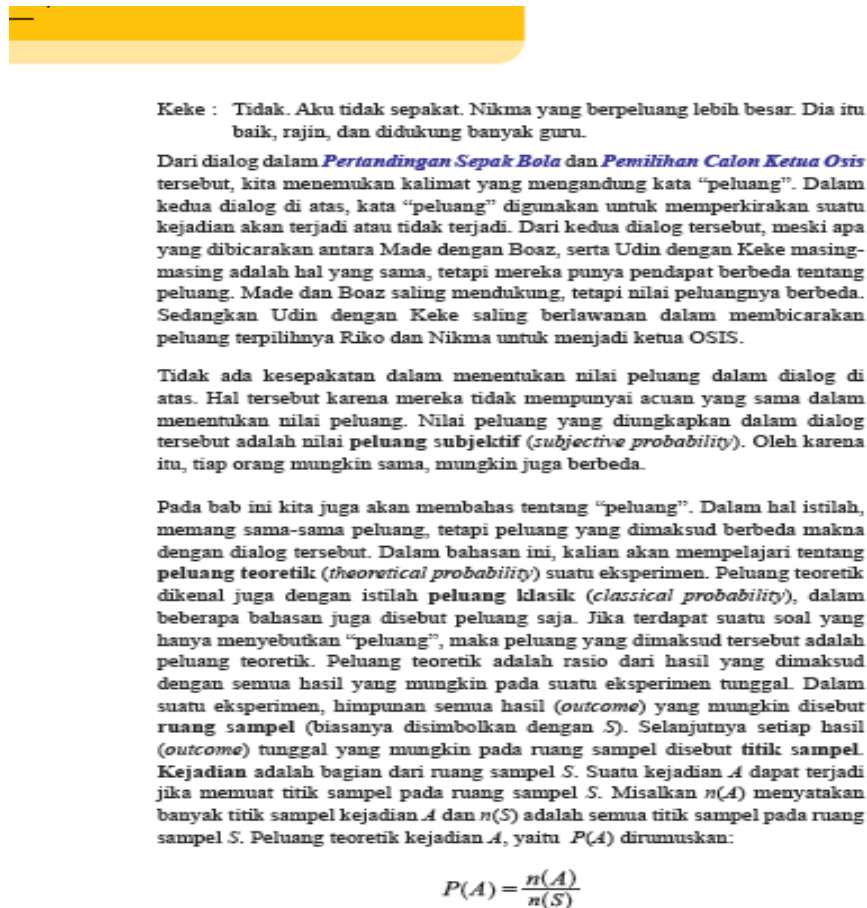 Keke : Tidak. Aku tidak sepakat. Nikma yang berpeluang lebih besar. Dia itu
baik, rajin, dan didukung banyak guru.
Dari dialog dalam Pertandingan Sepak Bola dan Pemilihan Calon Ketua Osis
tersebut, kita menemukan kalimat yang mengandung kata “peluang”. Dalam
kedua dialog di atas, kata “peluang” digunakan untuk memperkirakan suatu
kejadian akan terjadi atau tidak terjadi. Dari kedua dialog tersebut, meski apa
yang dibicarakan antara Made dengan Boaz, serta Udin dengan Keke masing-
masing adalah hal yang sama, tetapi mereka punya pendapat berbeda tentang
peluang. Made dan Boaz saling mendukung, tetapi nilai peluangnya berbeda.
Sedangkan Udin dengan Keke saling berlawanan dalam membicarakan
peluang terpilihnya Riko dan Nikma untuk menjadi ketua OSIS.
Tidak ada kesepakatan dalam menentukan nilai peluang dalam dialog di
atas. Hal tersebut karena mereka tidak mempunyai acuan yang sama dalam
menentukan nilai peluang. Nilai peluang yang diungkapkan dalam dialog
tersebut adalah nilai peluang subjektif (subjective probability). Oleh karena
itu, tiap orang mungkin sama, mungkin juga berbeda.
Pada bab ini kita juga akan membahas tentang “peluang”. Dalam hal istilah,
memang sama-sama peluang, tetapi peluang yang dimaksud berbeda makna
dengan dialog tersebut. Dalam bahasan ini, kalian akan mempelajari tentang
peluang teoretik (theoretical probability) suatu eksperimen. Peluang teoretik
dikenal juga dengan istilah peluang klasik (classical probability), dalam
beberapa bahasan juga disebut peluang saja. Jika terdapat suatu soal yang
hanya menyebutkan “peluang”, maka peluang yang dimaksud tersebut adalah
peluang teoretik. Peluang teoretik adalah rasio dari hasil yang dimaksud
dengan semua hasil yang mungkin pada suatu eksperimen tunggal. Dalam
suatu eksperimen, himpunan semua hasil (outcome) yang mungkin disebut
ruang sampel (biasanya disimbolkan dengan S). Selanjutnya setiap hasil
(outcome) tunggal yang mungkin pada ruang sampel disebut titik sampel.
Kejadian adalah bagian dari ruang sampel S. Suatu kejadian A dapat terjadi
jika memuat titik sampel pada ruang sampel S. Misalkan n(A) menyatakan
banyak titik sampel kejadian A dan n(S) adalah semua titik sampel pada ruang
sampel S. Peluang teoretik kejadian A, yaitu P(A) dirumuskan:
P(A) = n(A)/n(S)